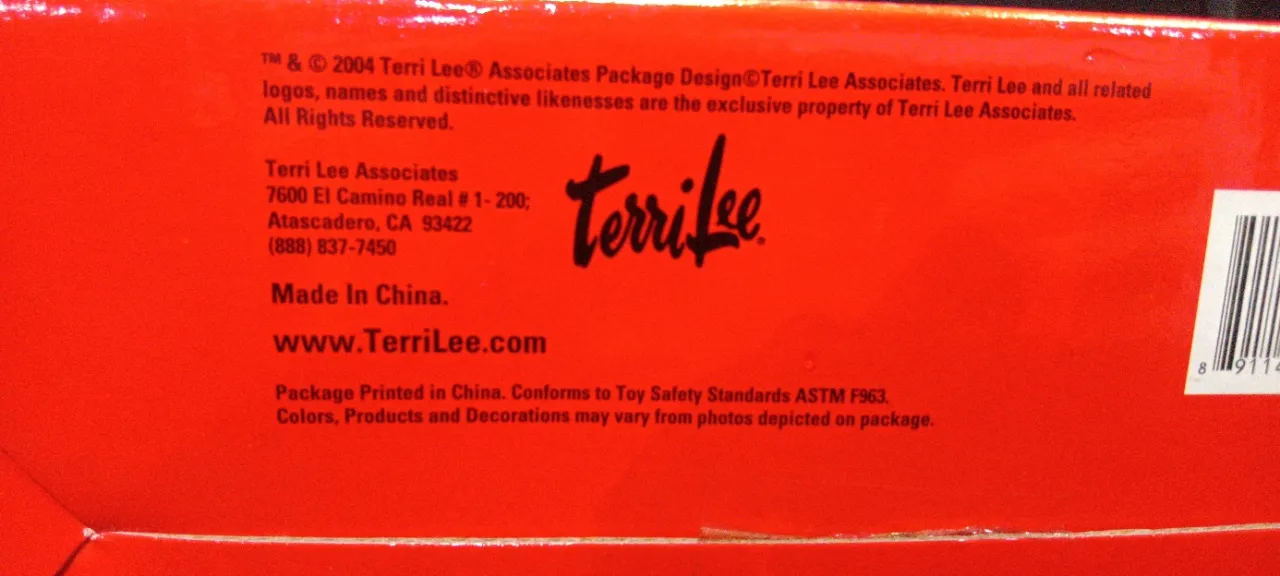 ™ & © 2004 Terri Lee® Associates Package Design©Terri Lee Associates. Terri Lee and all related
logos, names and distinctive likenesses are the exclusive property of Terri Lee Associates.
All Rights Reserved.
Terri Lee Associates
7600 El Camino Real # 1- 200;
Atascadero, CA 93422
(888) 837-7450
terri Lee®
Made In China.
www.TerriLee.com
Package Printed in China. Conforms to Toy Safety Standards ASTM F963.
Colors, Products and Decorations may vary from photos depicted on package.
8 9114